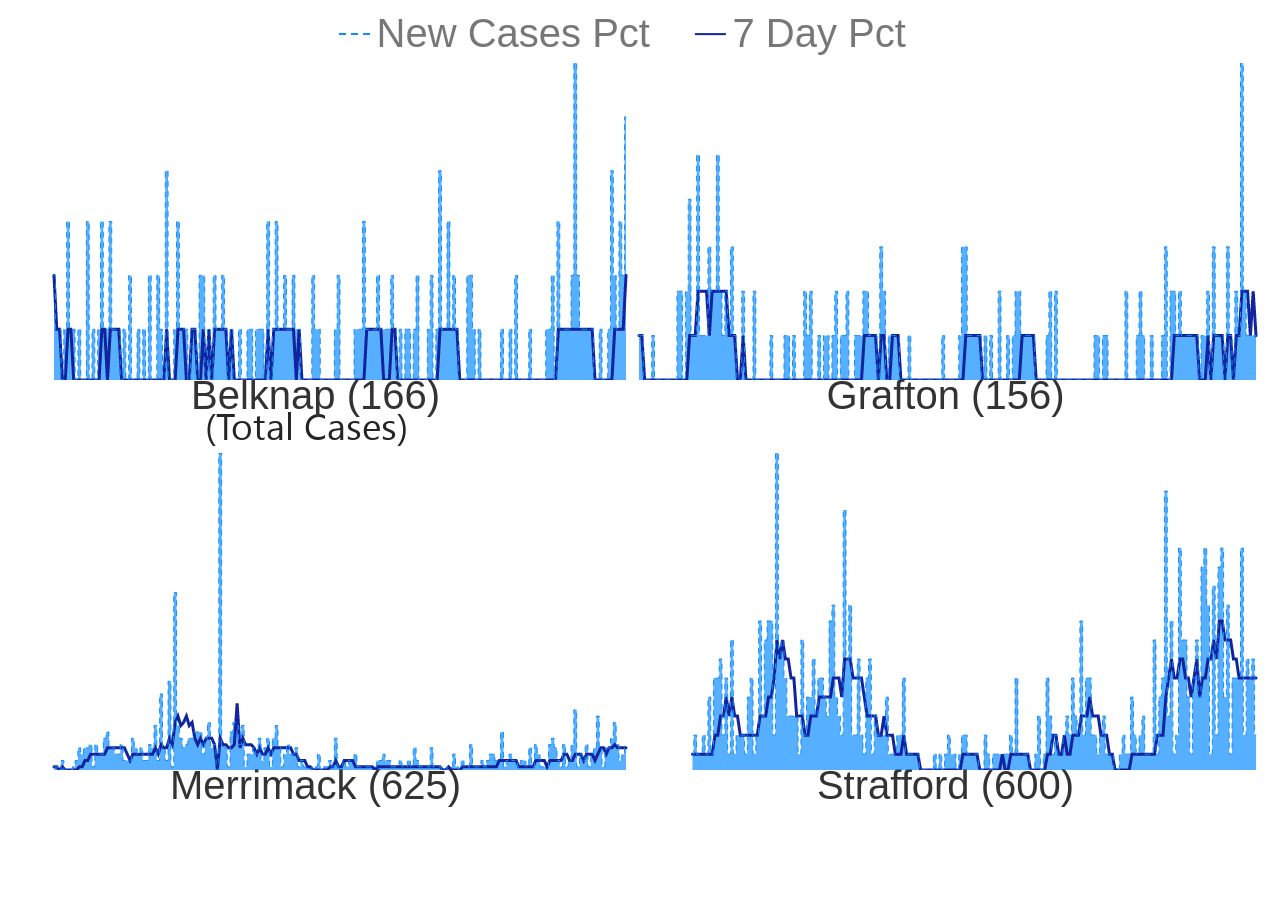 New Cases Pct 7 Day Pct
Belknap (166) Grafton (156)
(Total Cases)
Merrimack (625) Strafford (600)